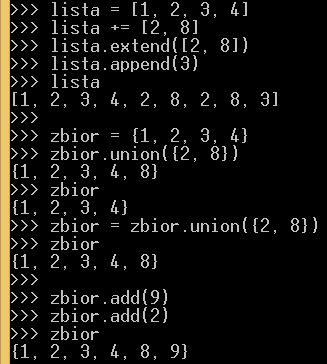 >>> lista = [1, 2, 3, 4]
>>> lista += [2, 8]
>>> lista.extend([2, 8])
>>> lista.append(3)
>>> lista
[1, 2, 3, 4, 2, 8, 2, 8, 3]
>>>
>>> zbior = {1, 2, 3, 4}
>>> zbior.union({2, 8})
{1, 2, 3, 4, 8}
>>> zbior
{1, 2, 3, 4}
>>> zbior = zbior.union({2, 8})
>>> zbior
{1, 2, 3, 4, 8}
>>>
>>> zbior.add(9)
>>> zbior.add(2)
>>> zbior
{1, 2, 3, 4, 8, 9}